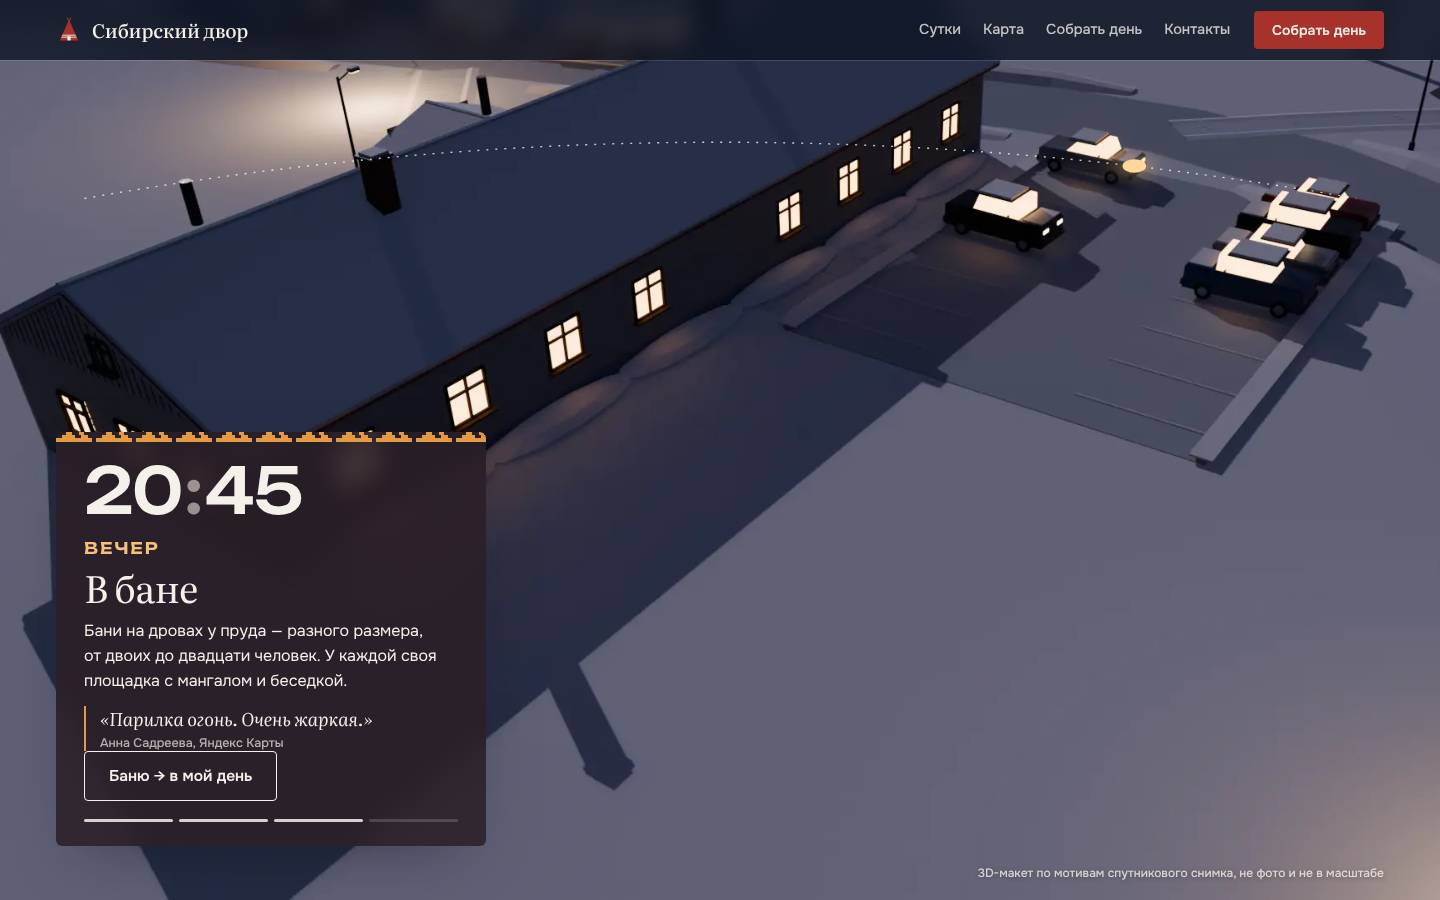 Сибирский двор
Сутки
Карта
Собрать день
Контакты
Собрать день
20:45
ВЕЧЕР
В бане
Бани на дровах у пруда — разного размера,
от двоих до двадцати человек. У каждой своя
площадка с мангалом и беседкой.
«Парилка огонь. Очень жаркая.»
Анна Садреева, Яндекс Карты
Баню → в мой день
3D-макет по мотивам спутникового снимка, не фото и не в масштабе